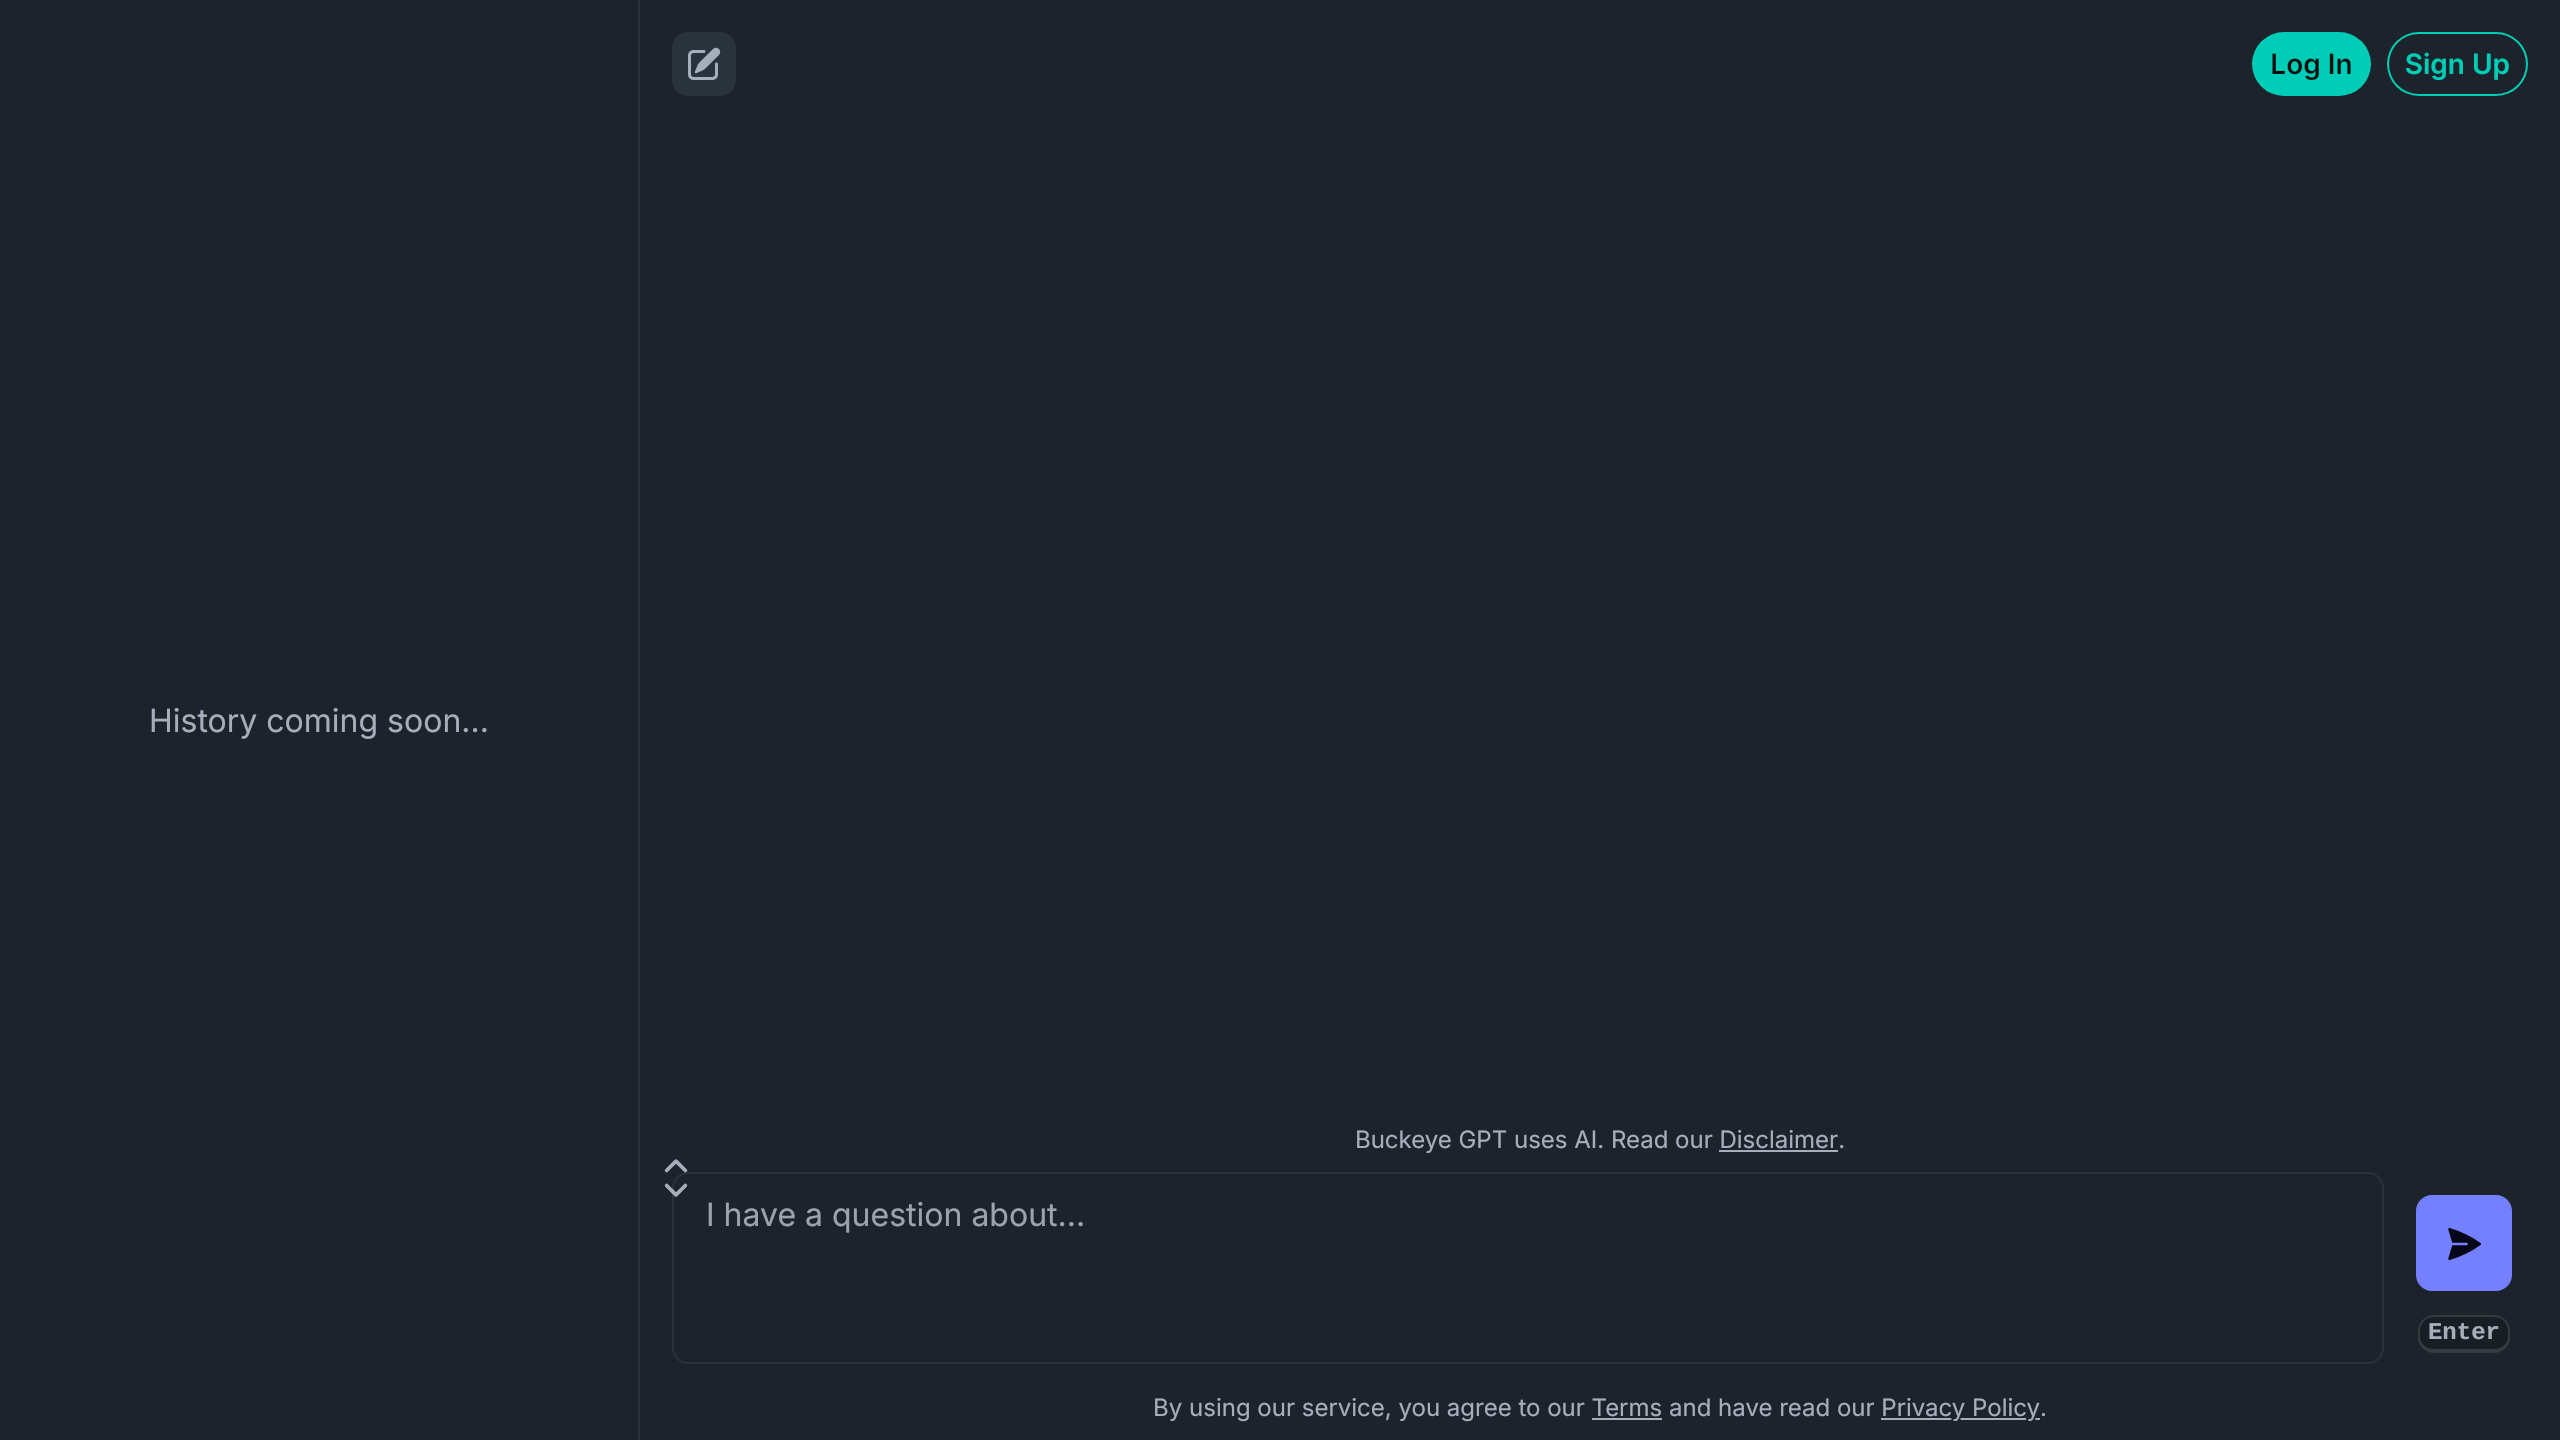 Log In
Sign Up
History coming soon...
Buckeye GPT uses AI. Read our Disclaimer.
I have a question about...
Enter
By using our service, you agree to our Terms and have read our Privacy Policy.